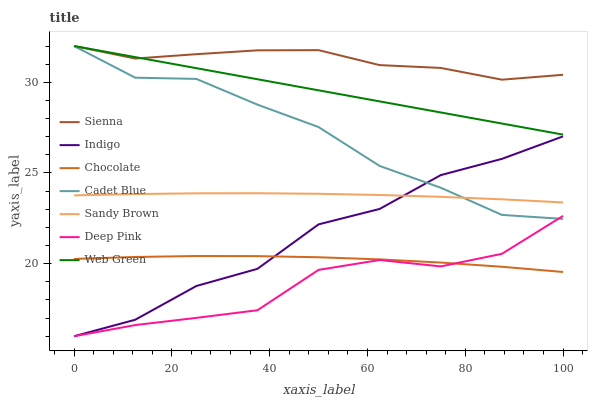 title
yaxis_label
30
25
20
Sienna
Indigo
Chocolate
Cadet Blue
Sandy Brown
Deep Pink
Web Green
0 20 40 60 80 100
xaxis_label